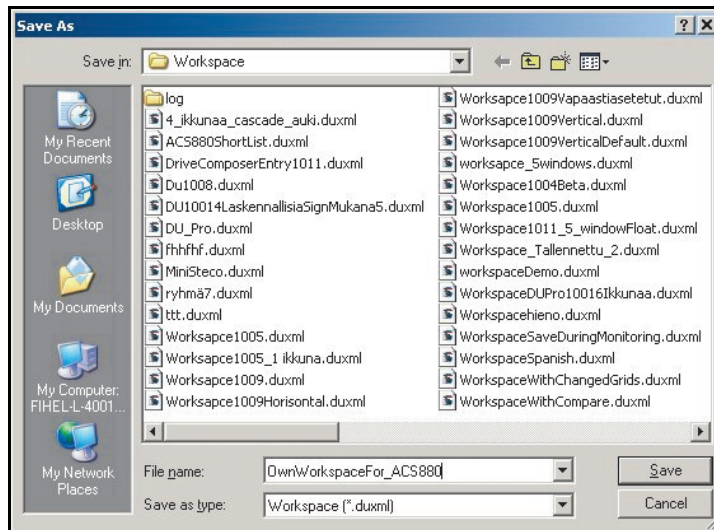 Save As
Save in:
Workspace
My Recent
Documents
Desktop
My Documents
My Computer:
FIHEL-L-4001...
My Network
Places
log
4_ikkunaa_cascade_auki.duxml
ACS880ShortList.duxml
DriveComposerEntry1011.duxml
Du1008.duxml
DU10014LaskennallisiaSignMukana5.duxml
DU_Pro.duxml
fhhfhf.duxml
MiniSteco.duxml
ryhmä7.duxml
ttt.duxml
Worksapce1005.duxml
Worksapce1005_1 ikkuna.duxml
Worksapce1009.duxml
Worksapce1009Horisontal.duxml
Worksapce1009Vapaastiasetetut.duxml
Worksapce1009Vertical.duxml
Worksapce1009VerticalDefault.duxml
worksapce_5windows.duxml
Workspace1004Beta.duxml
Workspace1005.duxml
Workspace1011_5_windowFloat.duxml
Workspace_Tallennettu_2.duxml
workspaceDemo.duxml
WorkspaceDUPro10016Ikkunaa.duxml
Workspacehieno.duxml
WorkspaceSaveDuringMonitoring.duxml
WorkspaceSpanish.duxml
WorkspaceWithChangedGrids.duxml
WorkspaceWithCompare.duxml
File name:
OwnWorkspaceFor_ACS880
Save
Save as type:
Workspace (*.duxml)
Cancel